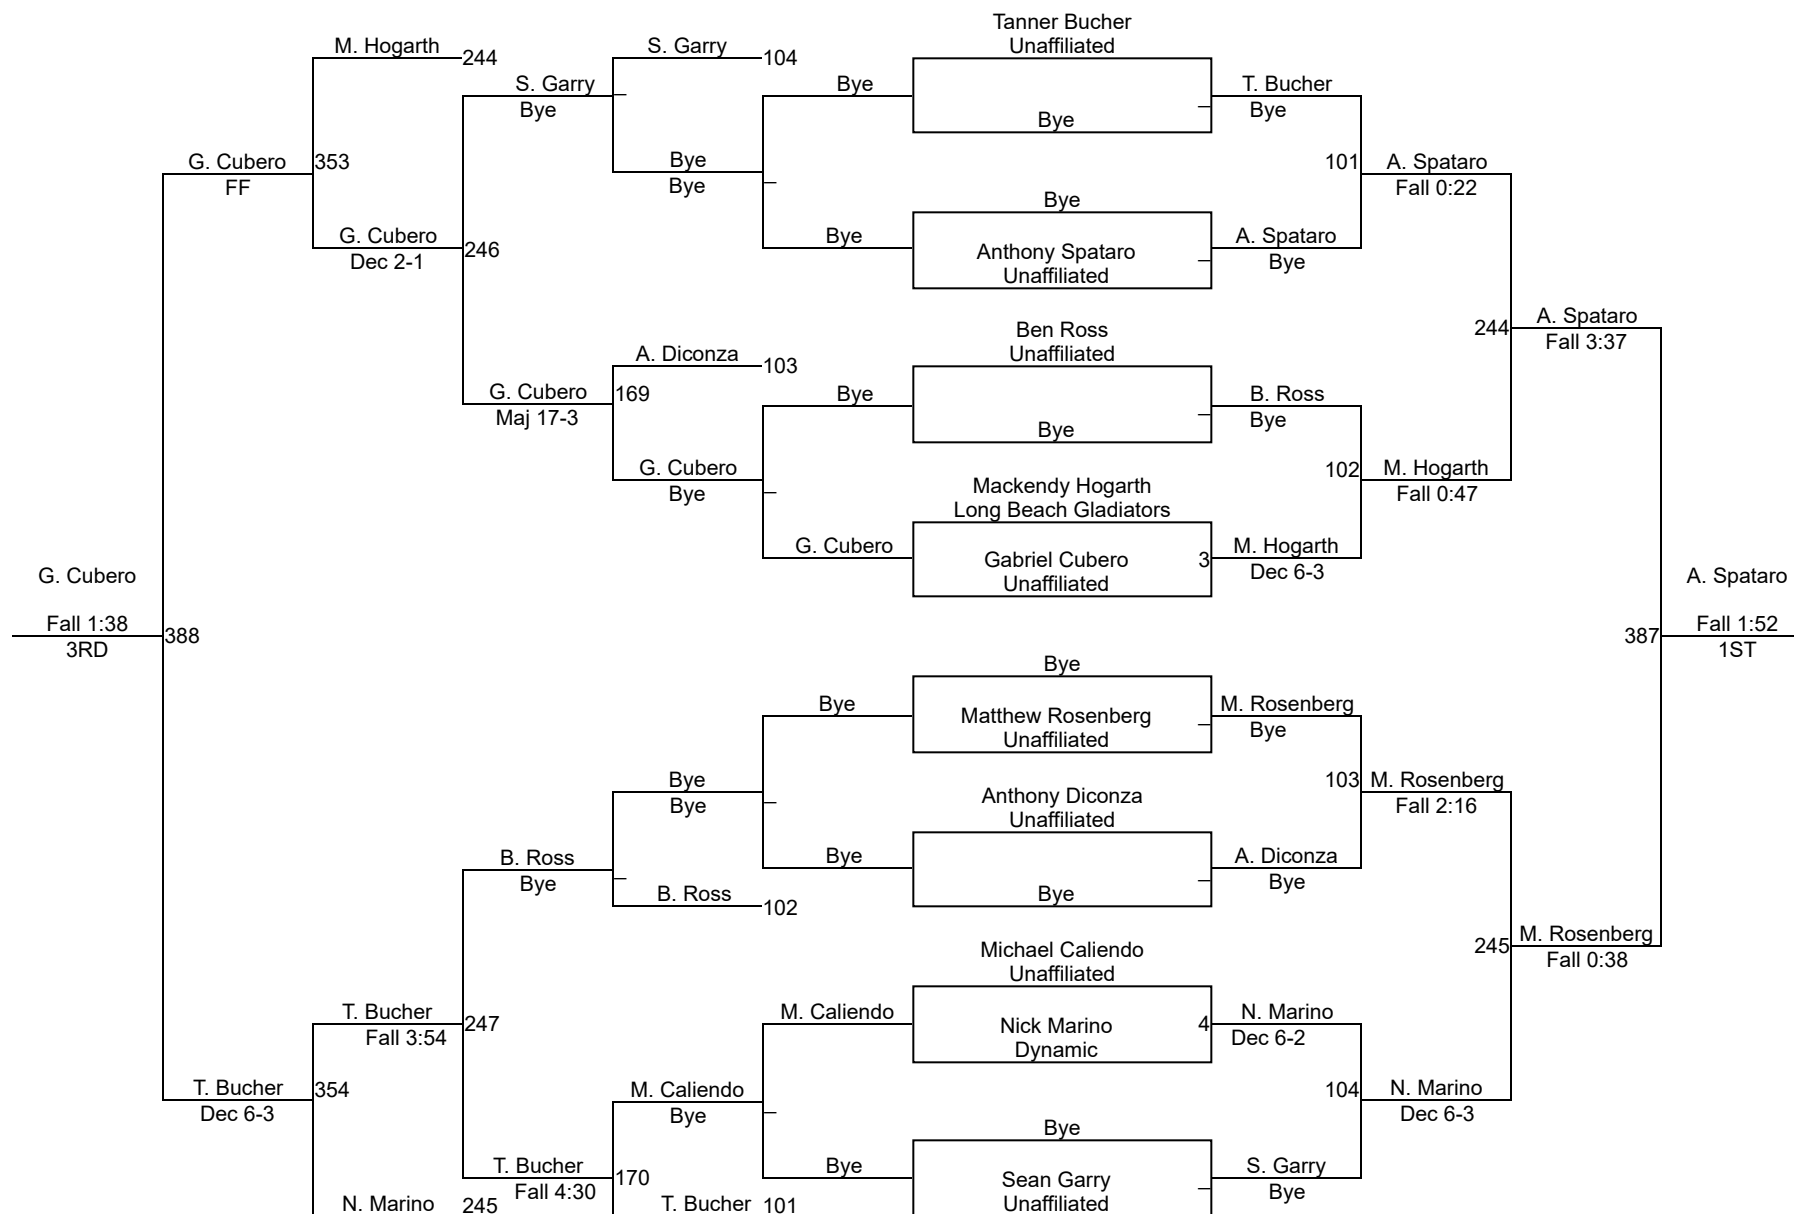 Tanner Bucher
Unaffiliated
M. Hogarth
244
S. Garry
104
S. Garry
Bye
Bye
Bye
T. Bucher
Bye
G. Cubero
FF
353
Bye
Bye
101
A. Spataro
Fall 0:22
G. Cubero
Dec 2-1
246
Bye
Bye
Anthony Spataro
Unaffiliated
A. Spataro
Bye
Ben Ross
Unaffiliated
244
A. Spataro
Fall 3:37
A. Diconza
103
G. Cubero
Maj 17-3
169
Bye
Bye
B. Ross
Bye
G. Cubero
Bye
Mackendy Hogarth
Long Beach Gladiators
102
M. Hogarth
Fall 0:47
G. Cubero
Gabriel Cubero
Unaffiliated
3
M. Hogarth
Dec 6-3
G. Cubero
Fall 1:38
3RD
388
387
A. Spataro
Fall 1:52
1ST
Bye
Bye
Matthew Rosenberg
Unaffiliated
M. Rosenberg
Bye
Bye
Bye
Anthony Diconza
Unaffiliated
103
M. Rosenberg
Fall 2:16
B. Ross
Bye
Bye
Bye
A. Diconza
Bye
B. Ross
102
Michael Caliendo
Unaffiliated
245
M. Rosenberg
Fall 0:38
T. Bucher
Fall 3:54
247
M. Caliendo
Nick Marino
Dynamic
4
N. Marino
Dec 6-2
T. Bucher
Dec 6-3
354
M. Caliendo
Bye
104
N. Marino
Dec 6-3
Bye
T. Bucher
Fall 4:30
170
Bye
Sean Garry
Unaffiliated
S. Garry
Bye
N. Marino
245
T. Bucher
101